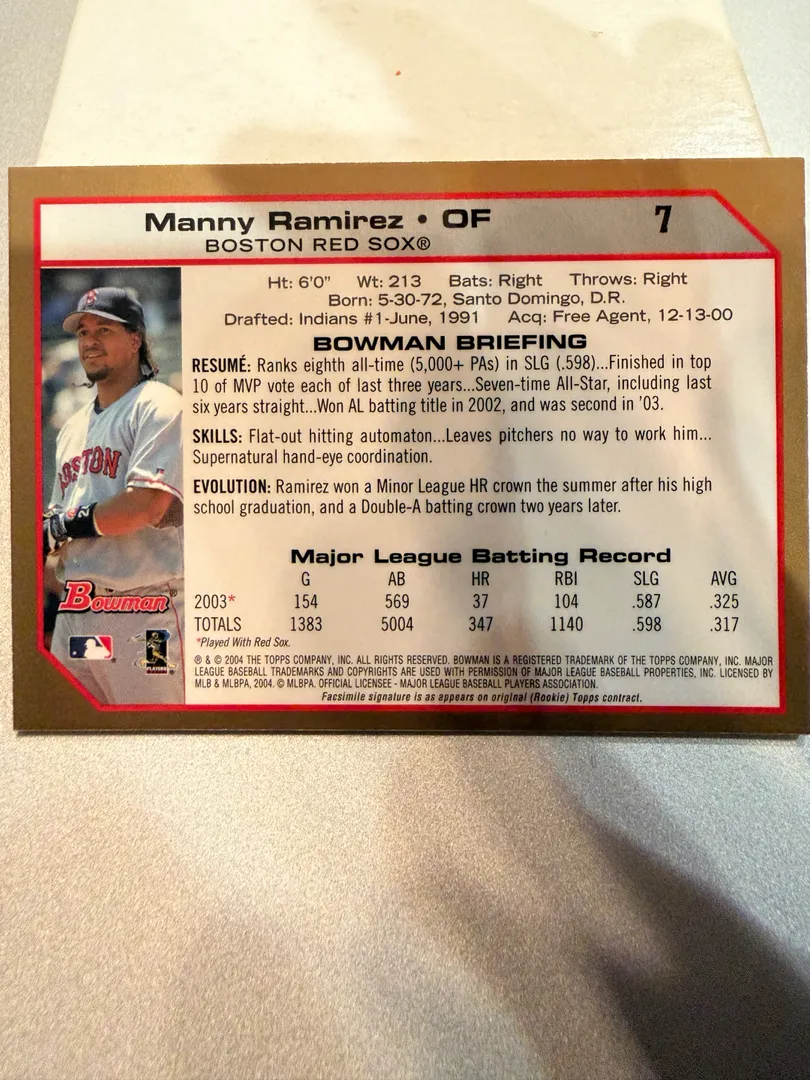 Manny Ramirez • OF
7
BOSTON RED SOX®
Ht: 6'0" Wt: 213 Bats: Right Throws: Right
Born: 5-30-72, Santo Domingo, D.R.
Drafted: Indians #1-June, 1991 Acq: Free Agent, 12-13-00
BOWMAN BRIEFING
RESUMÉ: Ranks eighth all-time (5,000+ PAs) in SLG (.598)...Finished in top
10 of MVP vote each of last three years...Seven-time All-Star, including last
six years straight...Won AL batting title in 2002, and was second in '03.
SKILLS: Flat-out hitting automaton...Leaves pitchers no way to work him...
Supernatural hand-eye coordination.
EVOLUTION: Ramirez won a Minor League HR crown the summer after his high
school graduation, and a Double-A batting crown two years later.
BOSTON
Bowman®
Major League Batting Record
G AB HR RBI SLG AVG
2003* 154 569 37 104 .587 .325
TOTALS 1383 5004 347 1140 .598 .317
*Played With Red Sox.
® & © 2004 THE TOPPS COMPANY, INC. ALL RIGHTS RESERVED. BOWMAN IS A REGISTERED TRADEMARK OF THE TOPPS COMPANY, INC. MAJOR
LEAGUE BASEBALL TRADEMARKS AND COPYRIGHTS ARE USED WITH PERMISSION OF MAJOR LEAGUE BASEBALL PROPERTIES, INC. LICENSED BY
MLB & MLBPA, 2004. © MLBPA. OFFICIAL LICENSEE - MAJOR LEAGUE BASEBALL PLAYERS ASSOCIATION.
Facsimile signature is as appears on original (Rookie) Topps contract.
PLAYERS